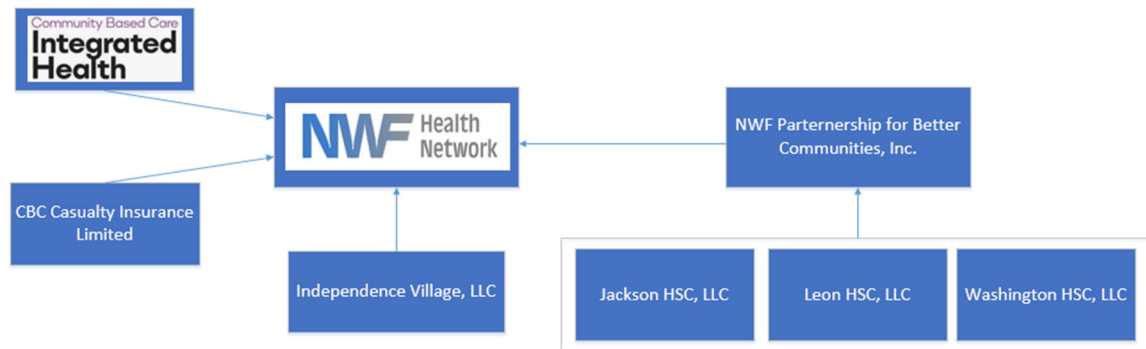 Community Based Care
Integrated
Health
NWF Health
Network
NWF Parternership for Better
Communities, Inc.
CBC Casualty Insurance
Limited
Independence Village, LLC
Jackson HSC, LLC
Leon HSC, LLC
Washington HSC, LLC